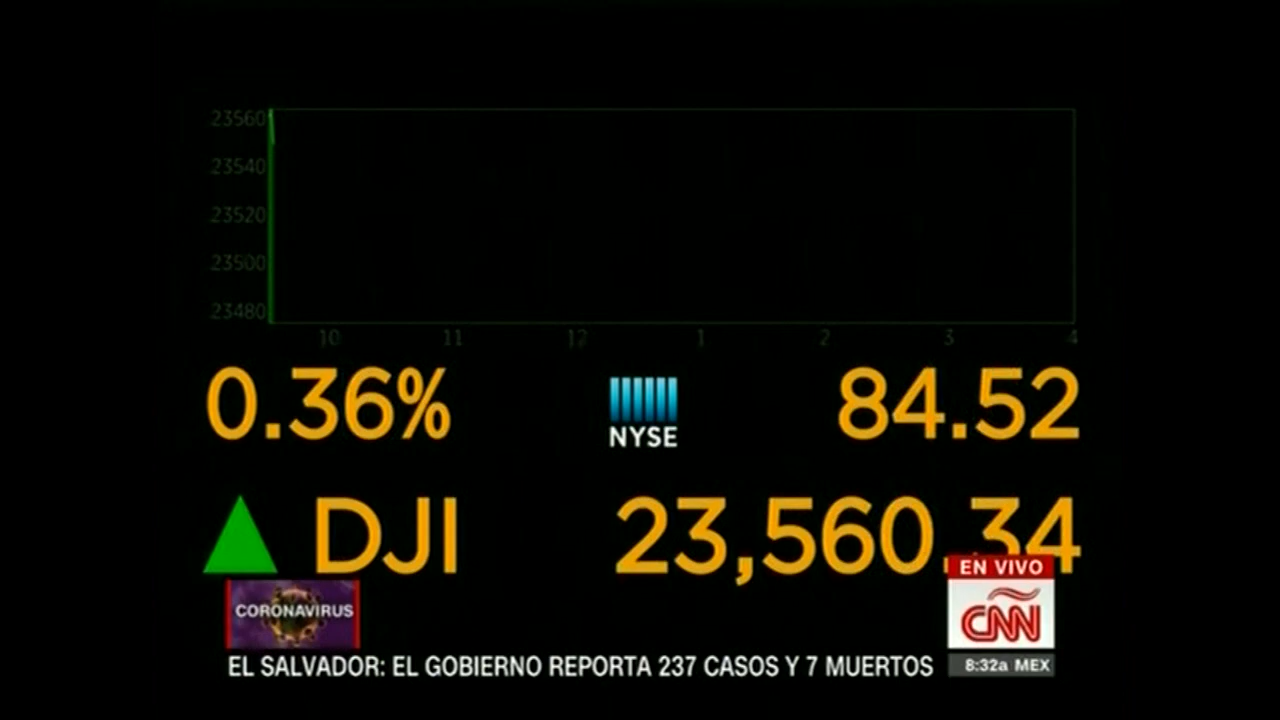 23560
23540
23520
23500
23480
10 11 12 1 2 3 4
0.36% NYSE 84.52
DJI 23,560.34
EN VIVO
CORONAVIRUS
CNN
EL SALVADOR: EL GOBIERNO REPORTA 237 CASOS Y 7 MUERTOS
8:32a MEX